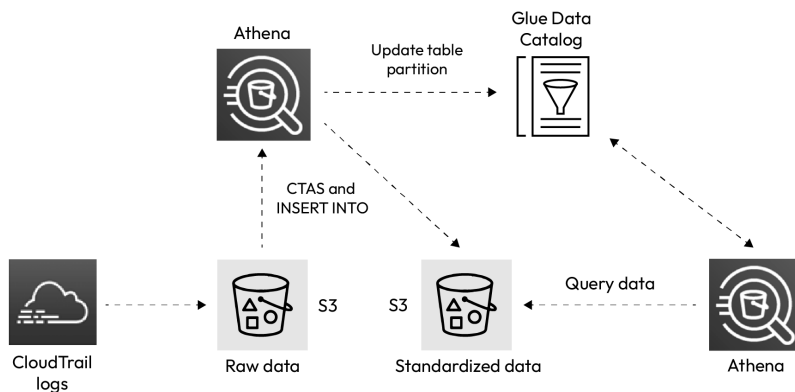 Athena
Update table
partition
Glue Data
Catalog
CTAS and
INSERT INTO
CloudTrail
logs
S3
Raw data
S3
Standardized data
Query data
Athena